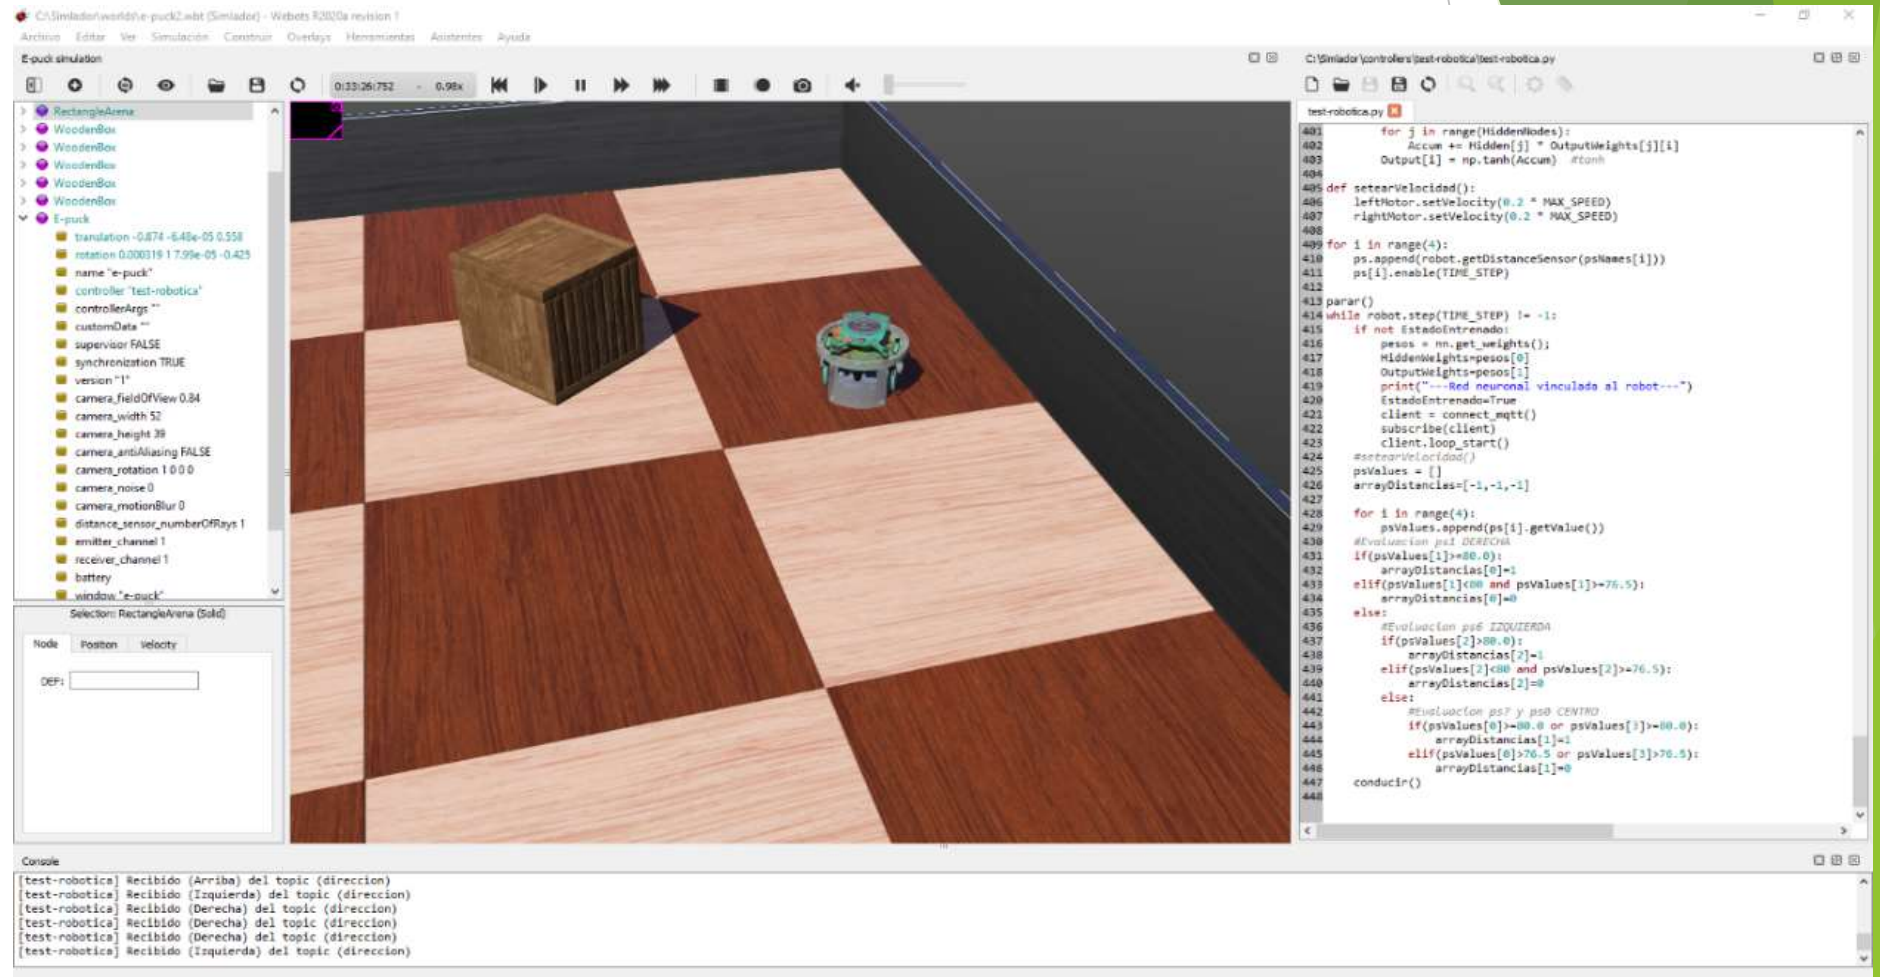 C:\Simlador\worlds\e-puck2.wbt (Simlador) - Webots R2020a revision 1
Archivo Editar Ver Simulación Construir Overlays Herramientas Asistentes Ayuda
E-puck simulation
0:33:26:752 - 0.98x
RectangleArena
WoodenBox
WoodenBox
WoodenBox
WoodenBox
WoodenBox
E-puck
translation -0.874 -6.48e-05 0.558
rotation 0.000319 1 7.99e-05 -0.425
name "e-puck"
controller "test-robotica"
controllerArgs ""
customData ""
supervisor FALSE
synchronization TRUE
version "1"
camera_fieldOfView 0.84
camera_width 52
camera_height 39
camera_antiAliasing FALSE
camera_rotation 1 0 0 0
camera_noise 0
camera_motionBlur 0
distance_sensor_numberOfRays 1
emitter_channel 1
receiver_channel 1
battery
window "e-puck"
Selection: RectangleArena (Solid)
Node Position Velocity
DEF:
C:\Simlador\controllers\test-robotica\test-robotica.py
test-robotica.py
401 for j in range(HiddenNodes):
402 Accum += Hidden[j] * OutputWeights[j][i]
403 Output[i] = np.tanh(Accum) #tanh
404
405 def setearVelocidad():
406 leftMotor.setVelocity(0.2 * MAX_SPEED)
407 rightMotor.setVelocity(0.2 * MAX_SPEED)
408
409 for i in range(4):
410 ps.append(robot.getDistanceSensor(psNames[i]))
411 ps[i].enable(TIME_STEP)
412
413 parar()
414 while robot.step(TIME_STEP) != -1:
415 if not EstadoEntrenado:
416 pesos = nn.get_weights();
417 HiddenWeights=pesos[0]
418 OutputWeights=pesos[1]
419 print("---Red neuronal vinculada al robot---")
420 EstadoEntrenado=True
421 client = connect_mqtt()
422 subscribe(client)
423 client.loop_start()
424 #setearVelocidad()
425 psValues = []
426 arrayDistancias=[-1,-1,-1]
427
428 for i in range(4):
429 psValues.append(ps[i].getValue())
430 #Evaluacion ps1 DERECHA
431 if(psValues[1]>=80.0):
432 arrayDistancias[0]=1
433 elif(psValues[1]<80 and psValues[1]>=76.5):
434 arrayDistancias[0]=0
435 else:
436 #Evaluacion ps6 IZQUIERDA
437 if(psValues[2]>80.0):
438 arrayDistancias[2]=1
439 elif(psValues[2]<80 and psValues[2]>=76.5):
440 arrayDistancias[2]=0
441 else:
442 #Evaluacion ps7 y ps0 CENTRO
443 if(psValues[0]>=80.0 or psValues[3]>=80.0):
444 arrayDistancias[1]=1
445 elif(psValues[0]>76.5 or psValues[3]>76.5):
446 arrayDistancias[1]=0
447 conducir()
448
Console
[test-robotica] Recibido (Arriba) del topic (direccion)
[test-robotica] Recibido (Izquierda) del topic (direccion)
[test-robotica] Recibido (Derecha) del topic (direccion)
[test-robotica] Recibido (Derecha) del topic (direccion)
[test-robotica] Recibido (Derecha) del topic (direccion)
[test-robotica] Recibido (Izquierda) del topic (direccion)